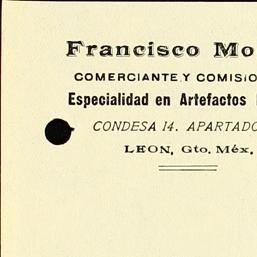 Francisco Mo
COMERCIANTE Y COMISIO
Especialidad en Artefactos
CONDESA 14. APARTADO
LEON, Gto. Méx.